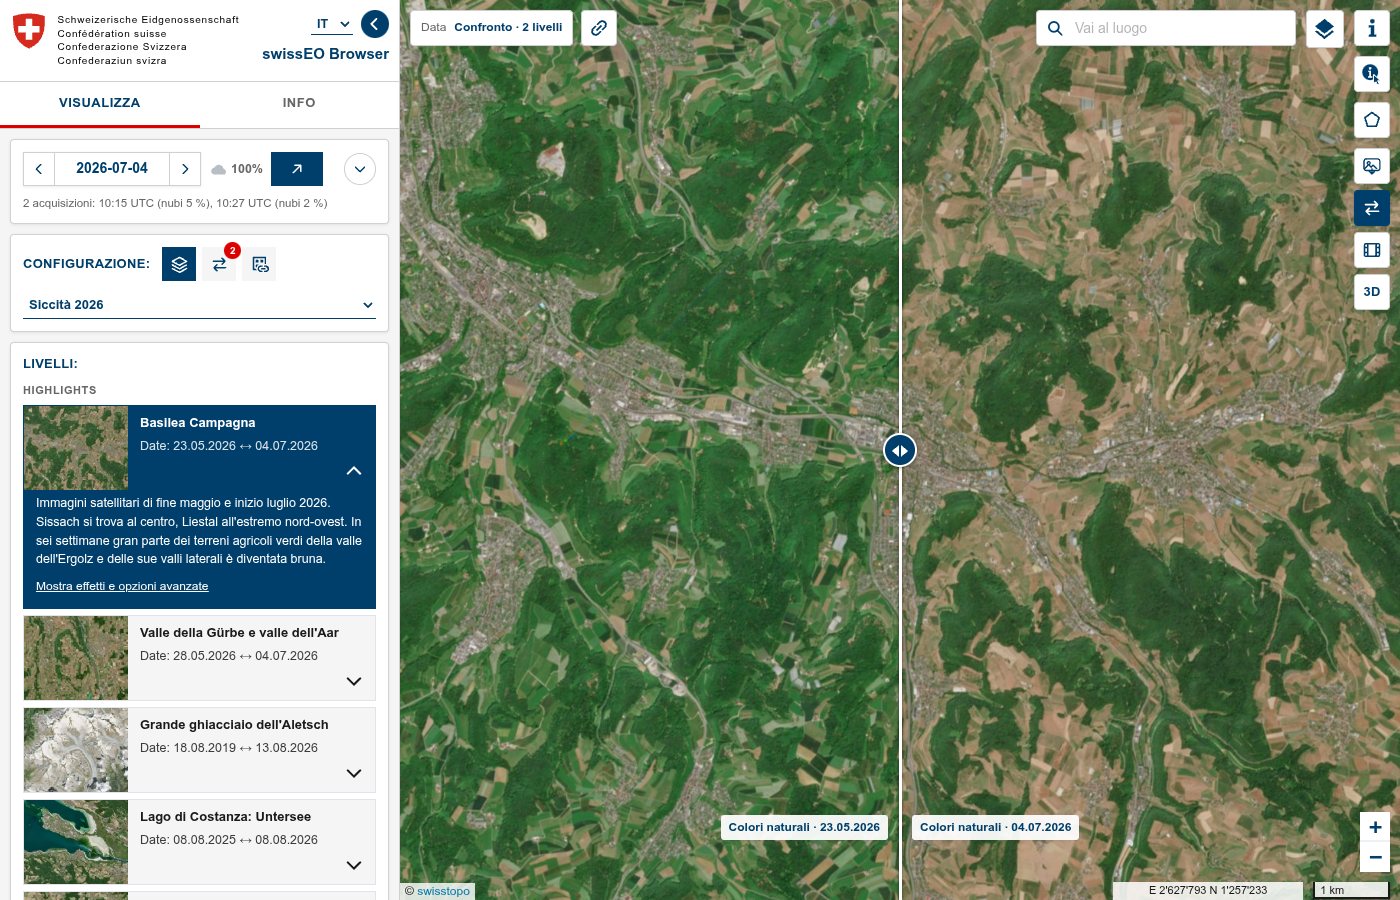 Schweizerische Eidgenossenschaft
Confédération suisse
Confederazione Svizzera
Confederaziun svizra
IT
swissEO Browser
VISUALIZZA
INFO
2026-07-04
100%
2 acquisizioni: 10:15 UTC (nubi 5 %), 10:27 UTC (nubi 2 %)
CONFIGURAZIONE:
2
Siccità 2026
LIVELLI:
HIGHLIGHTS
Basilea Campagna
Date: 23.05.2026 ↔ 04.07.2026
Immagini satellitari di fine maggio e inizio luglio 2026.
Sissach si trova al centro, Liestal all'estremo nord-ovest. In
sei settimane gran parte dei terreni agricoli verdi della valle
dell'Ergolz e delle sue valli laterali è diventata bruna.
Mostra effetti e opzioni avanzate
Valle della Gürbe e valle dell'Aar
Date: 28.05.2026 ↔ 04.07.2026
Grande ghiacciaio dell'Aletsch
Date: 18.08.2019 ↔ 13.08.2026
Lago di Costanza: Untersee
Date: 08.08.2025 ↔ 08.08.2026
Data Confronto · 2 livelli
Vai al luogo
3D
Colori naturali · 23.05.2026
Colori naturali · 04.07.2026
+
−
© swisstopo
E 2'627'793 N 1'257'233
1 km